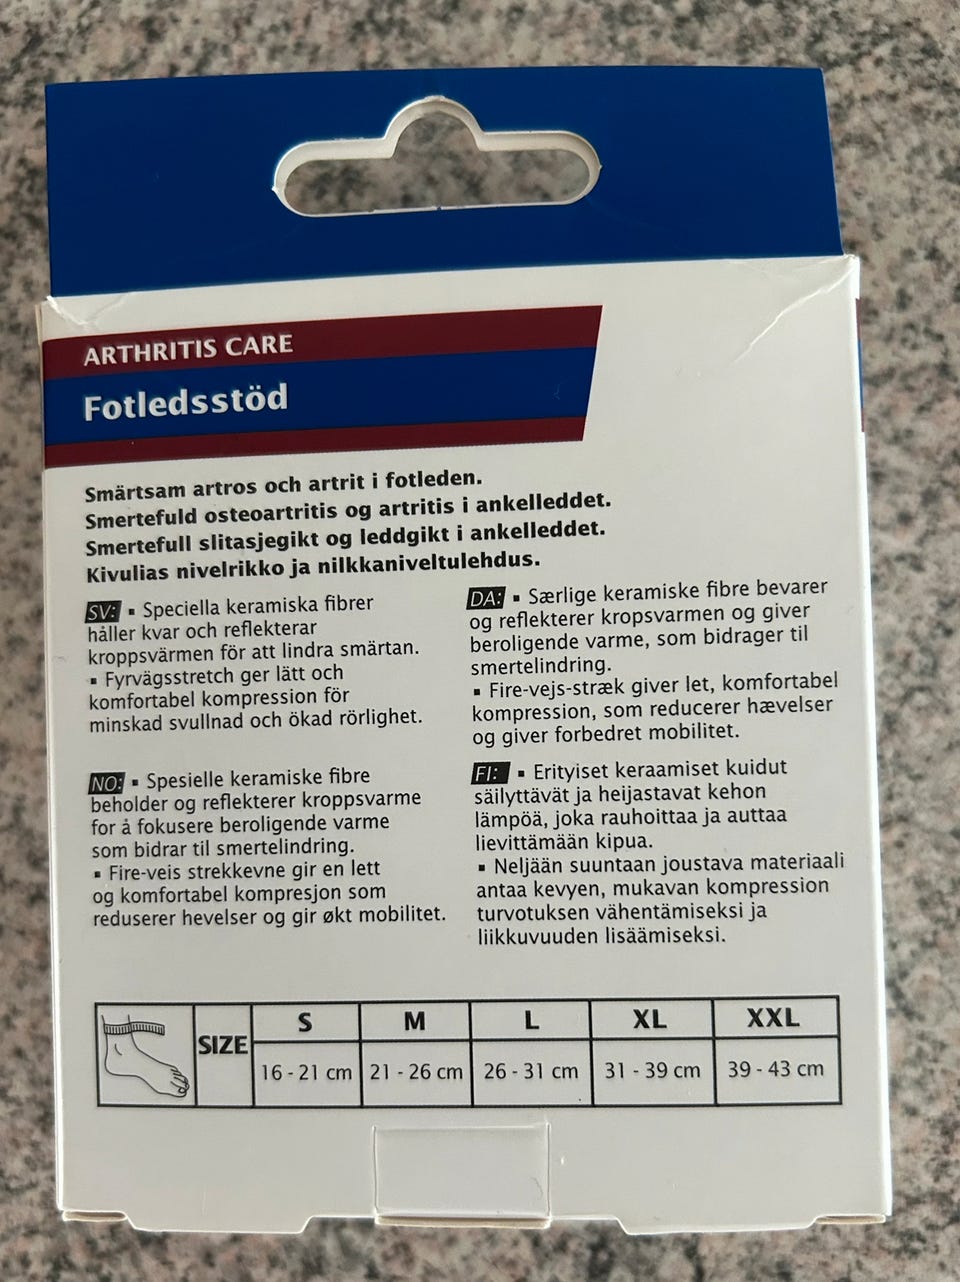 ARTHRITIS CARE
Fotledsstöd
Smärtsam artros och artrit i fotleden.
Smertefuld osteoartritis og artritis i ankelleddet.
Smertefull slitasjegikt og leddgikt i ankelleddet.
Kivulias nivelrikko ja nilkkaniveltulehdus.
SV: ▪ Speciella keramiska fibrer
håller kvar och reflekterar
kroppsvärmen för att lindra smärtan.
▪ Fyrvägsstretch ger lätt och
komfortabel kompression för
minskad svullnad och ökad rörlighet.
NO: ▪ Spesielle keramiske fibre
beholder og reflekterer kroppsvarme
for å fokusere beroligende varme
som bidrar til smertelindring.
▪ Fire-veis strekkevne gir en lett
og komfortabel kompresjon som
reduserer hevelser og gir økt mobilitet.
DA: ▪ Særlige keramiske fibre bevarer
og reflekterer kropsvarmen og giver
beroligende varme, som bidrager til
smertelindring.
▪ Fire-vejs-stræk giver let, komfortabel
kompression, som reducerer hævelser
og giver forbedret mobilitet.
FI: ▪ Erityiset keraamiset kuidut
säilyttävät ja heijastavat kehon
lämpöä, joka rauhoittaa ja auttaa
lievittämään kipua.
▪ Neljään suuntaan joustava materiaali
antaa kevyen, mukavan kompression
turvotuksen vähentämiseksi ja
liikkuvuuden lisäämiseksi.
SIZE S M L XL XXL
16 - 21 cm 21 - 26 cm 26 - 31 cm 31 - 39 cm 39 - 43 cm